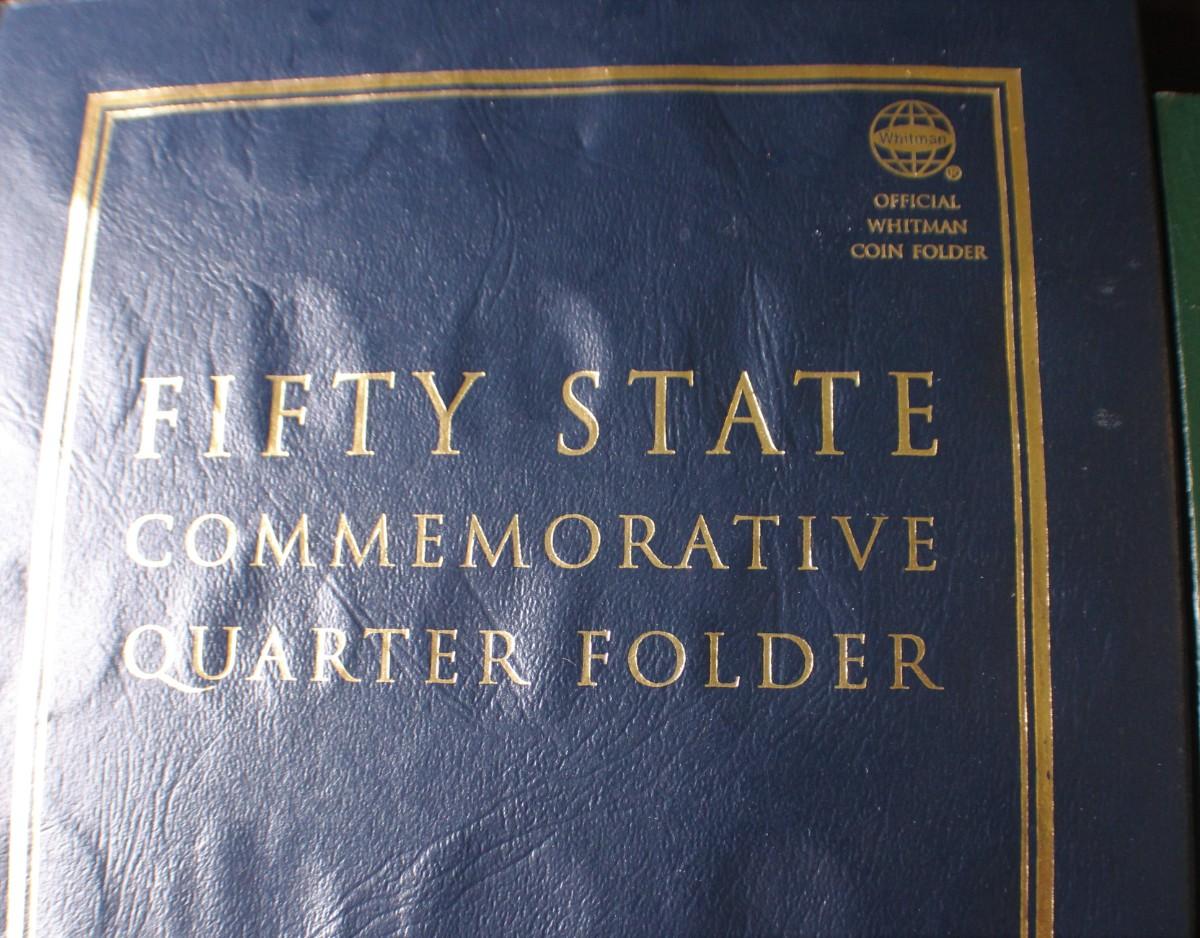 Whitman®
OFFICIAL
WHITMAN
COIN FOLDER
FIFTY STATE
COMMEMORATIVE
QUARTER FOLDER